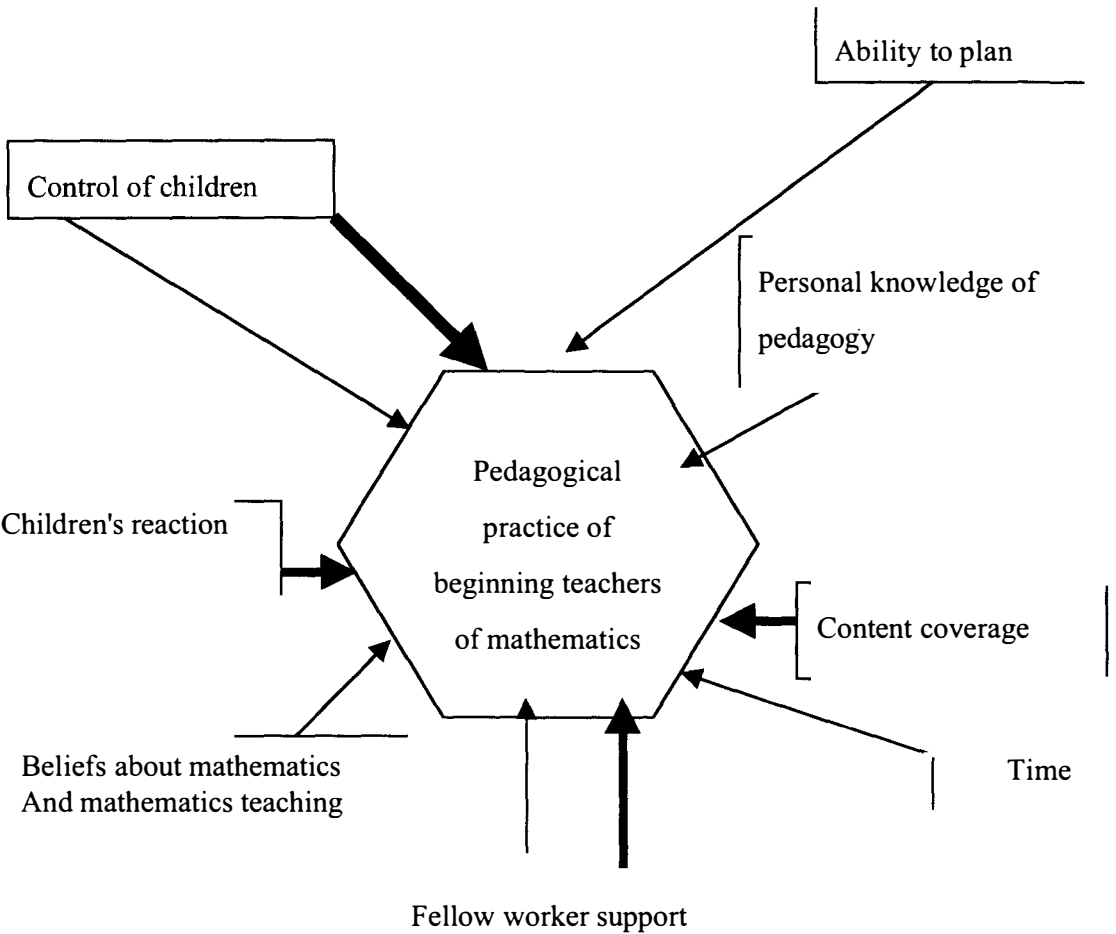 Ability to plan
Control of children
Personal knowledge of
pedagogy
Pedagogical
practice of
beginning teachers
of mathematics
Children's reaction
Content coverage
Beliefs about mathematics
And mathematics teaching
Time
Fellow worker support